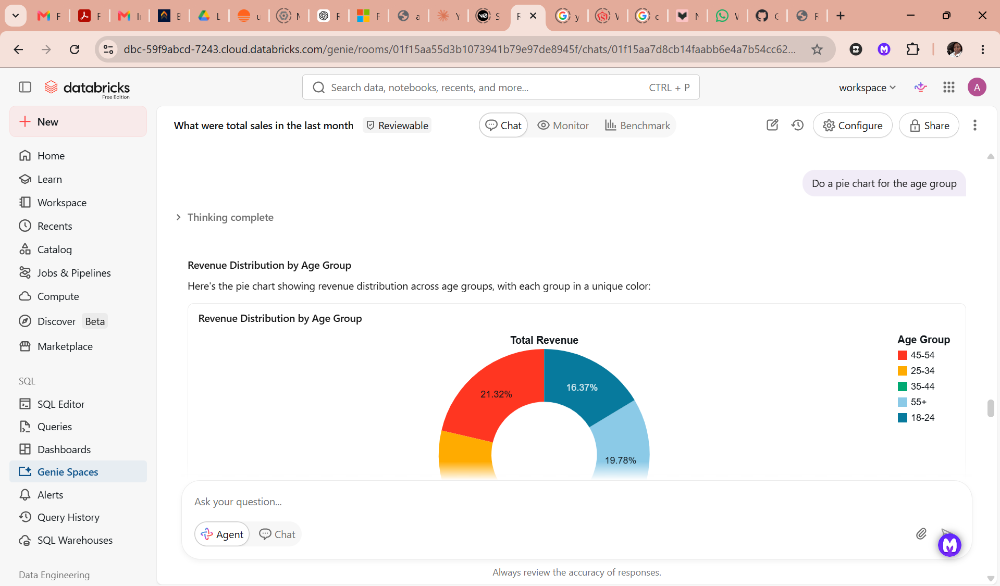 F
F
I
E
L
u
N
R
F
a
Y
S
F
y
V
c
N
V
C
F
dbc-59f9abcd-7243.cloud.databricks.com/genie/rooms/01f15aa55d3b1073941b79e97de8945f/chats/01f15aa7d8cb14faabb6e4a7b54cc62...
databricks
Free Edition
Search data, notebooks, recents, and more...
CTRL + P
workspace
A
New
Home
Learn
Workspace
Recents
Catalog
Jobs & Pipelines
Compute
Discover Beta
Marketplace
SQL
SQL Editor
Queries
Dashboards
Genie Spaces
Alerts
Query History
SQL Warehouses
Data Engineering
What were total sales in the last month
Reviewable
Chat
Monitor
Benchmark
Configure
Share
Do a pie chart for the age group
Thinking complete
Revenue Distribution by Age Group
Here's the pie chart showing revenue distribution across age groups, with each group in a unique color:
Revenue Distribution by Age Group
Total Revenue
21.32%
16.37%
19.78%
Age Group
45-54
25-34
35-44
55+
18-24
Ask your question...
Agent
Chat
Always review the accuracy of responses.